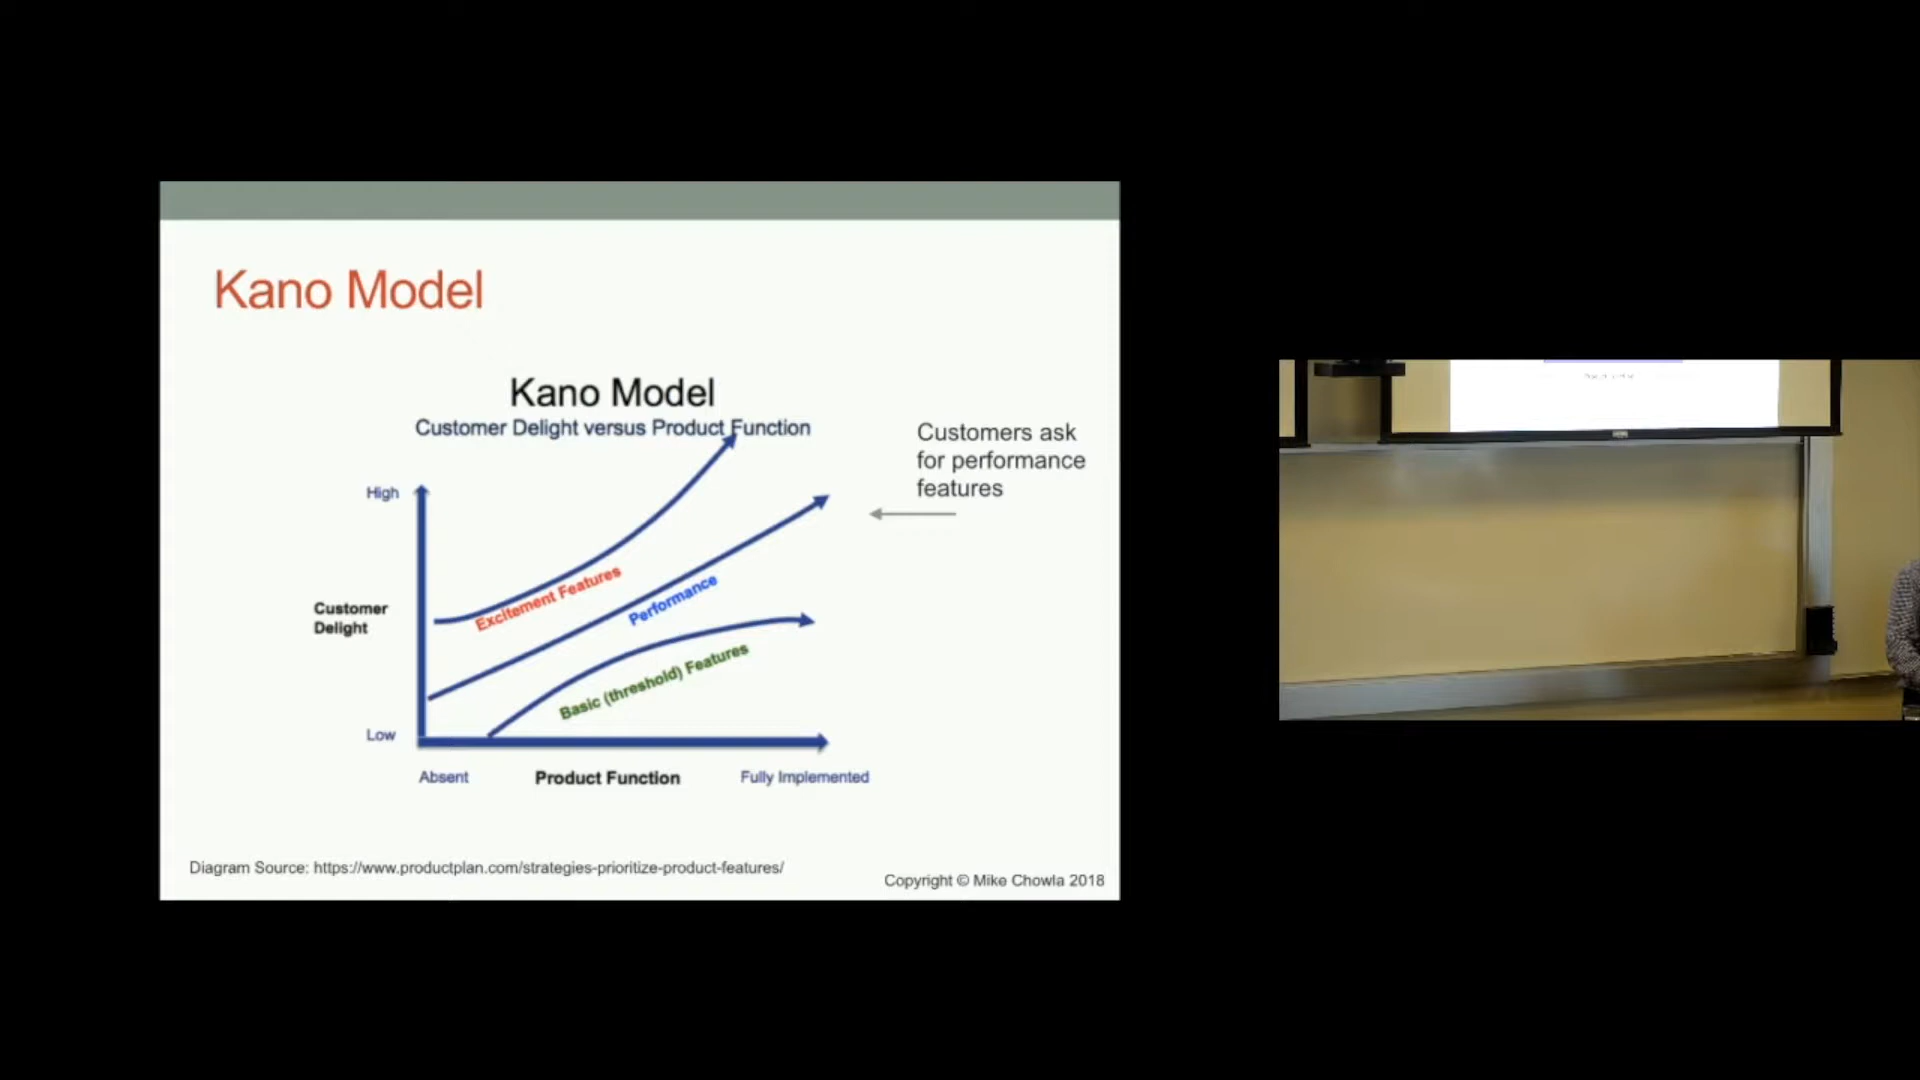 Kano Model
Kano Model
Customer Delight versus Product Function
Customers ask
for performance
features
High
Excitement Features
Performance
Customer
Delight
Basic (threshold) Features
Low
Absent
Product Function
Fully Implemented
Diagram Source: https://www.productplan.com/strategies-prioritize-product-features/
Copyright © Mike Chowla 2018